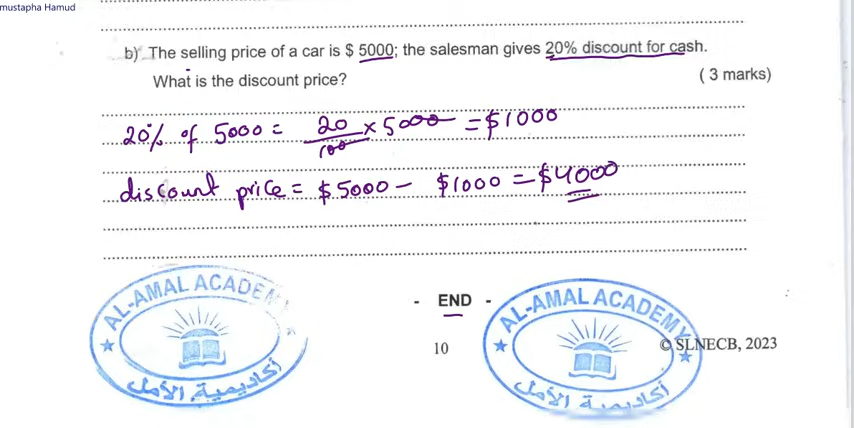 mustapha Hamud
b) The selling price of a car is $ 5000; the salesman gives 20% discount for cash.
What is the discount price? ( 3 marks)
20% of 5000 = 20/100 × 5000 = $1000
discount price = $5000 – $1000 = $4000
- END -
AL-AMAL ACADEMY
أكاديمية الأمل
AL-AMAL ACADEMY
أكاديمية الأمل
10
© SLNECB, 2023